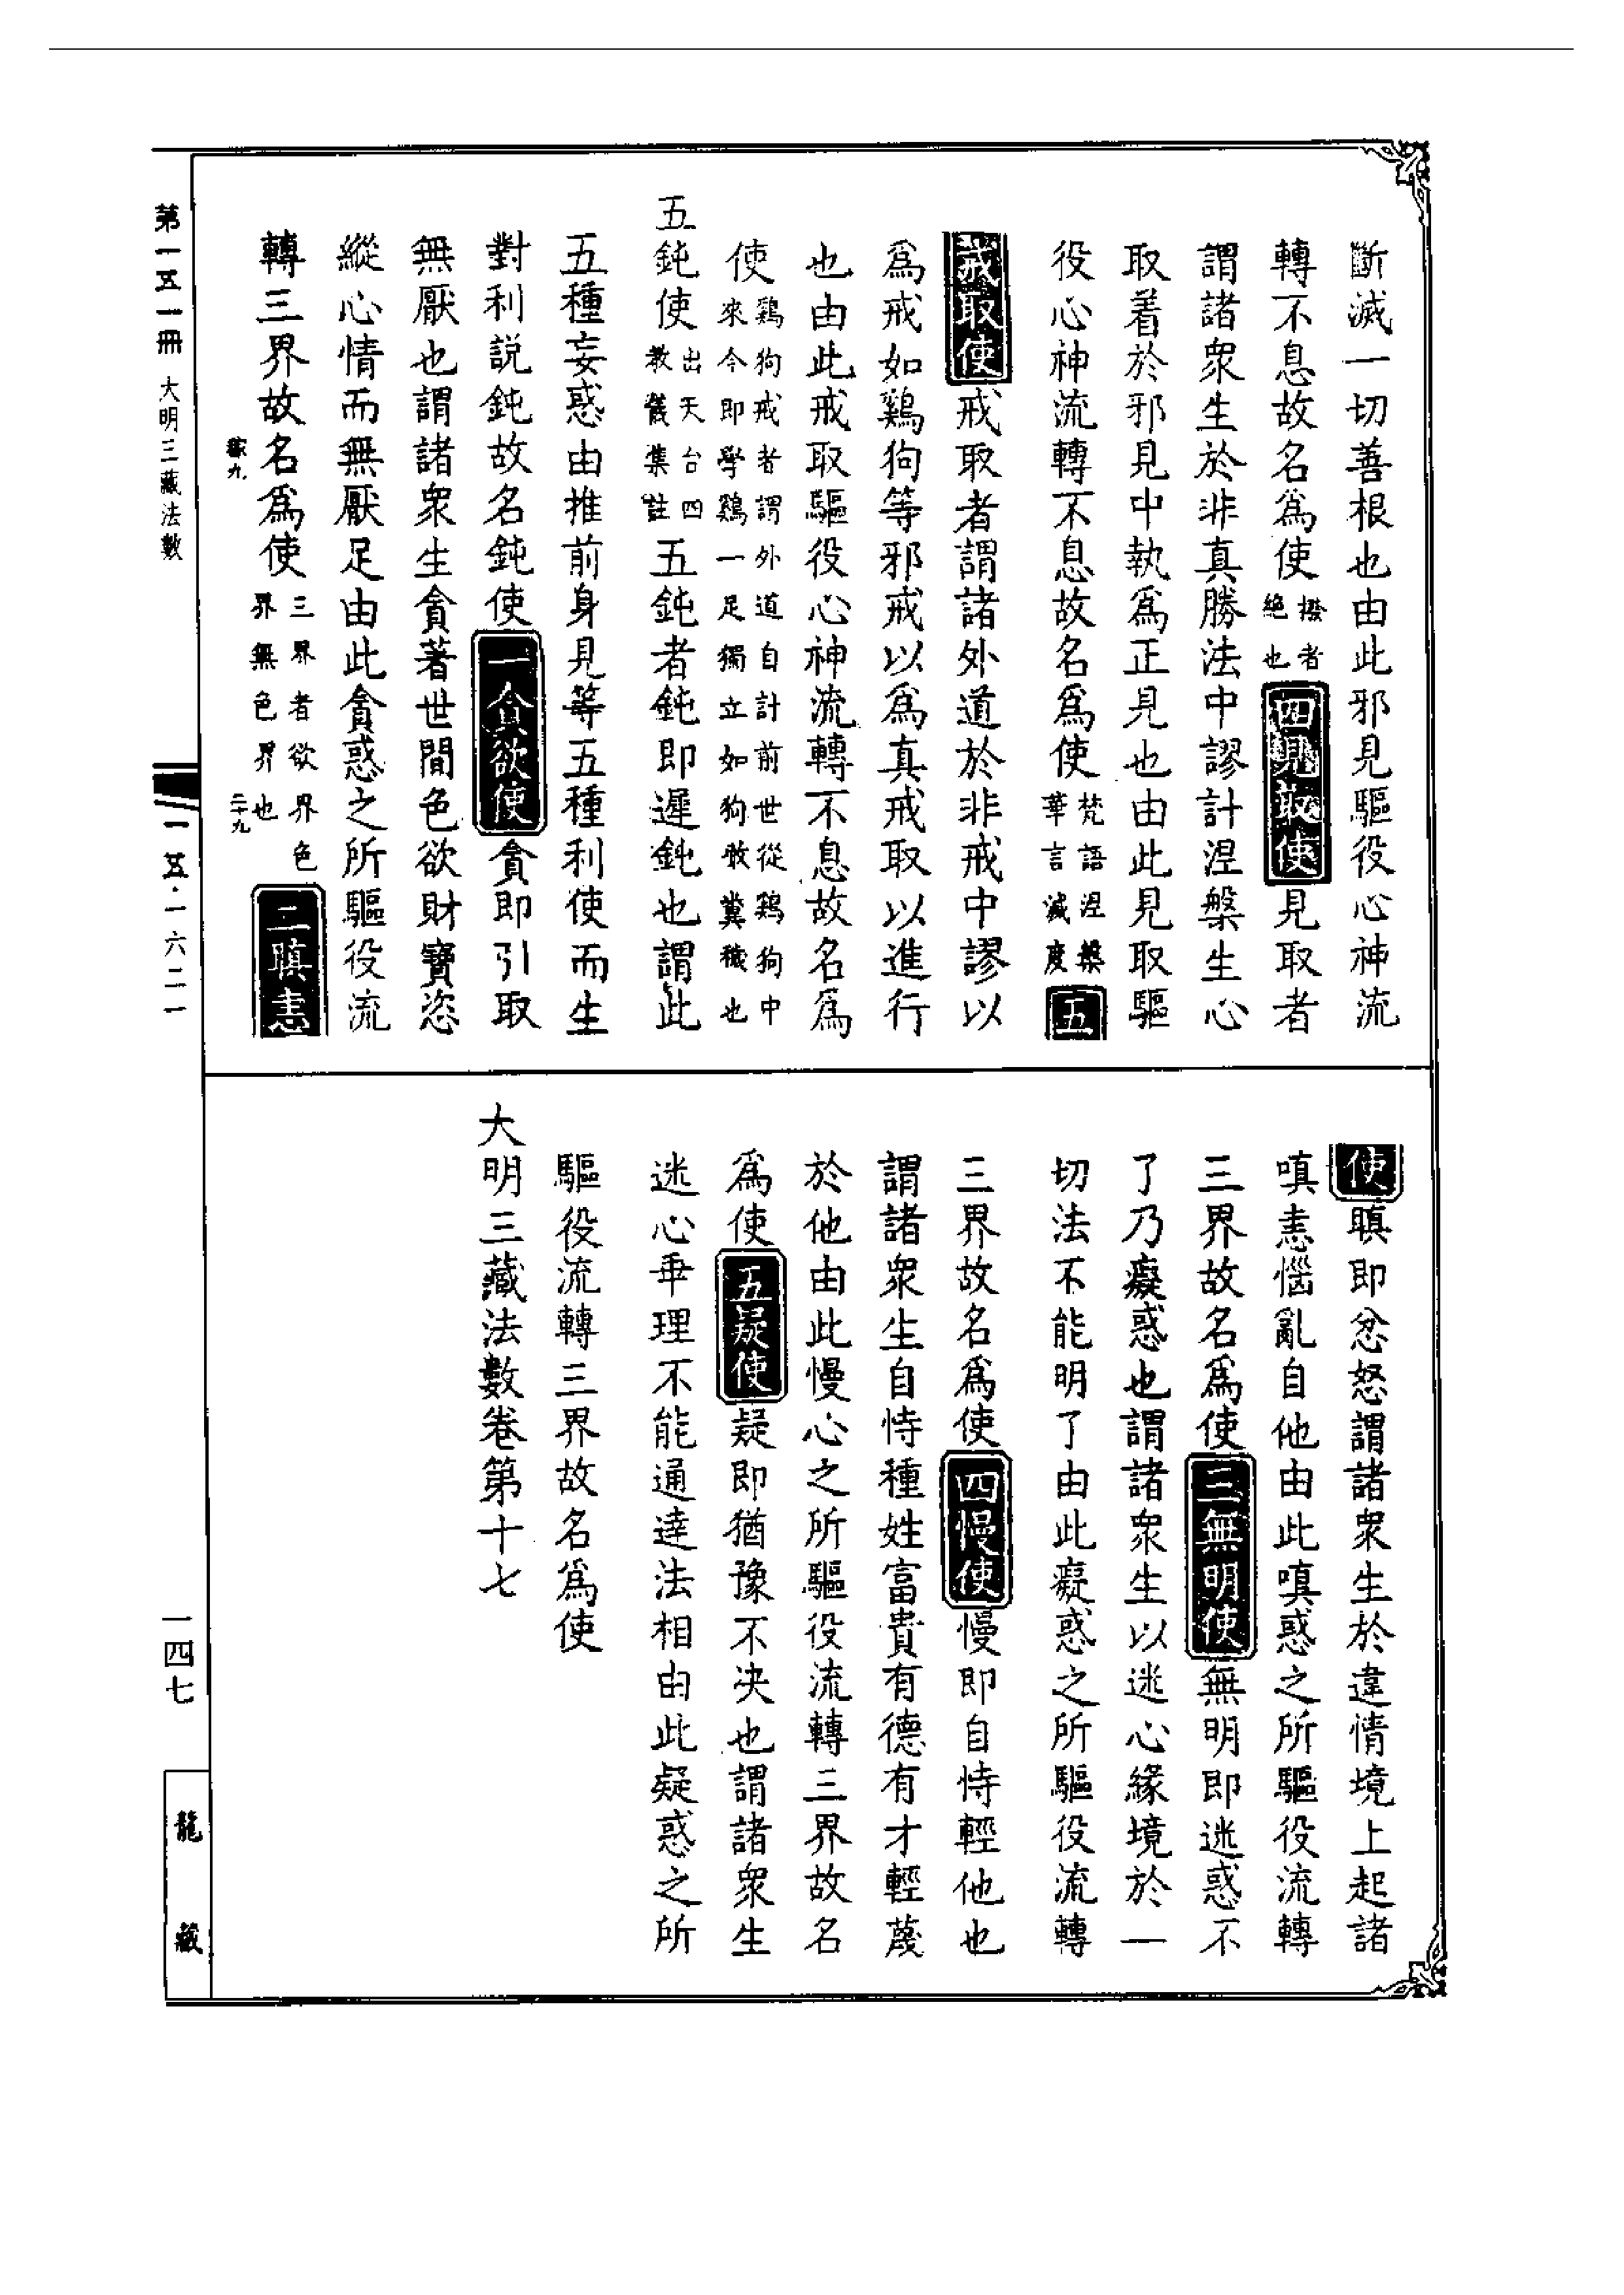 斷滅一切善根也由此邪見驅役心神流
轉不息故名爲使撥者絕也四見取使見取者
謂諸衆生於非真勝法中謬計涅槃生心
取着於邪見中執爲正見也由此見取驅
役心神流轉不息故名爲使梵語涅槃華言滅度五
戒取使戒取者謂諸外道於非戒中謬以
爲戒如鷄狗等邪戒以爲真戒取以進行
也由此戒取驅役心神流轉不息故名爲
使鷄狗戒者謂外道自計前世從鷄狗中來今即學鷄一足獨立如狗敢糞穢也
五鈍使出天台四教儀集註五鈍者鈍即遲鈍也謂此
五種妄惑由推前身見等五種利使而生
對利説鈍故名鈍使一貪欲使貪即引取
無厭也謂諸衆生貪著世間色欲財寶恣
縱心情而無厭足由此貪惑之所驅役流
轉三界故名爲使三界者欲界色界無色界也二瞋恚
稼九
二十九
使瞋即忿怒謂諸衆生於違情境上起諸
嗔恚惱亂自他由此嗔惑之所驅役流轉
三界故名爲使三無明使無明即迷惑不
了乃癡惑也謂諸衆生以迷心緣境於一
切法不能明了由此癡惑之所驅役流轉
三界故名爲使四慢使慢即自恃輕他也
謂諸衆生自恃種姓富貴有德有才輕蔑
於他由此慢心之所驅役流轉三界故名
爲使五疑使疑即猶豫不决也謂諸衆生
迷心乖理不能通達法相由此疑惑之所
驅役流轉三界故名爲使
大明三藏法數卷第十七
第一五一冊 大明三藏法數
一五·一六二一
一四七
龍藏